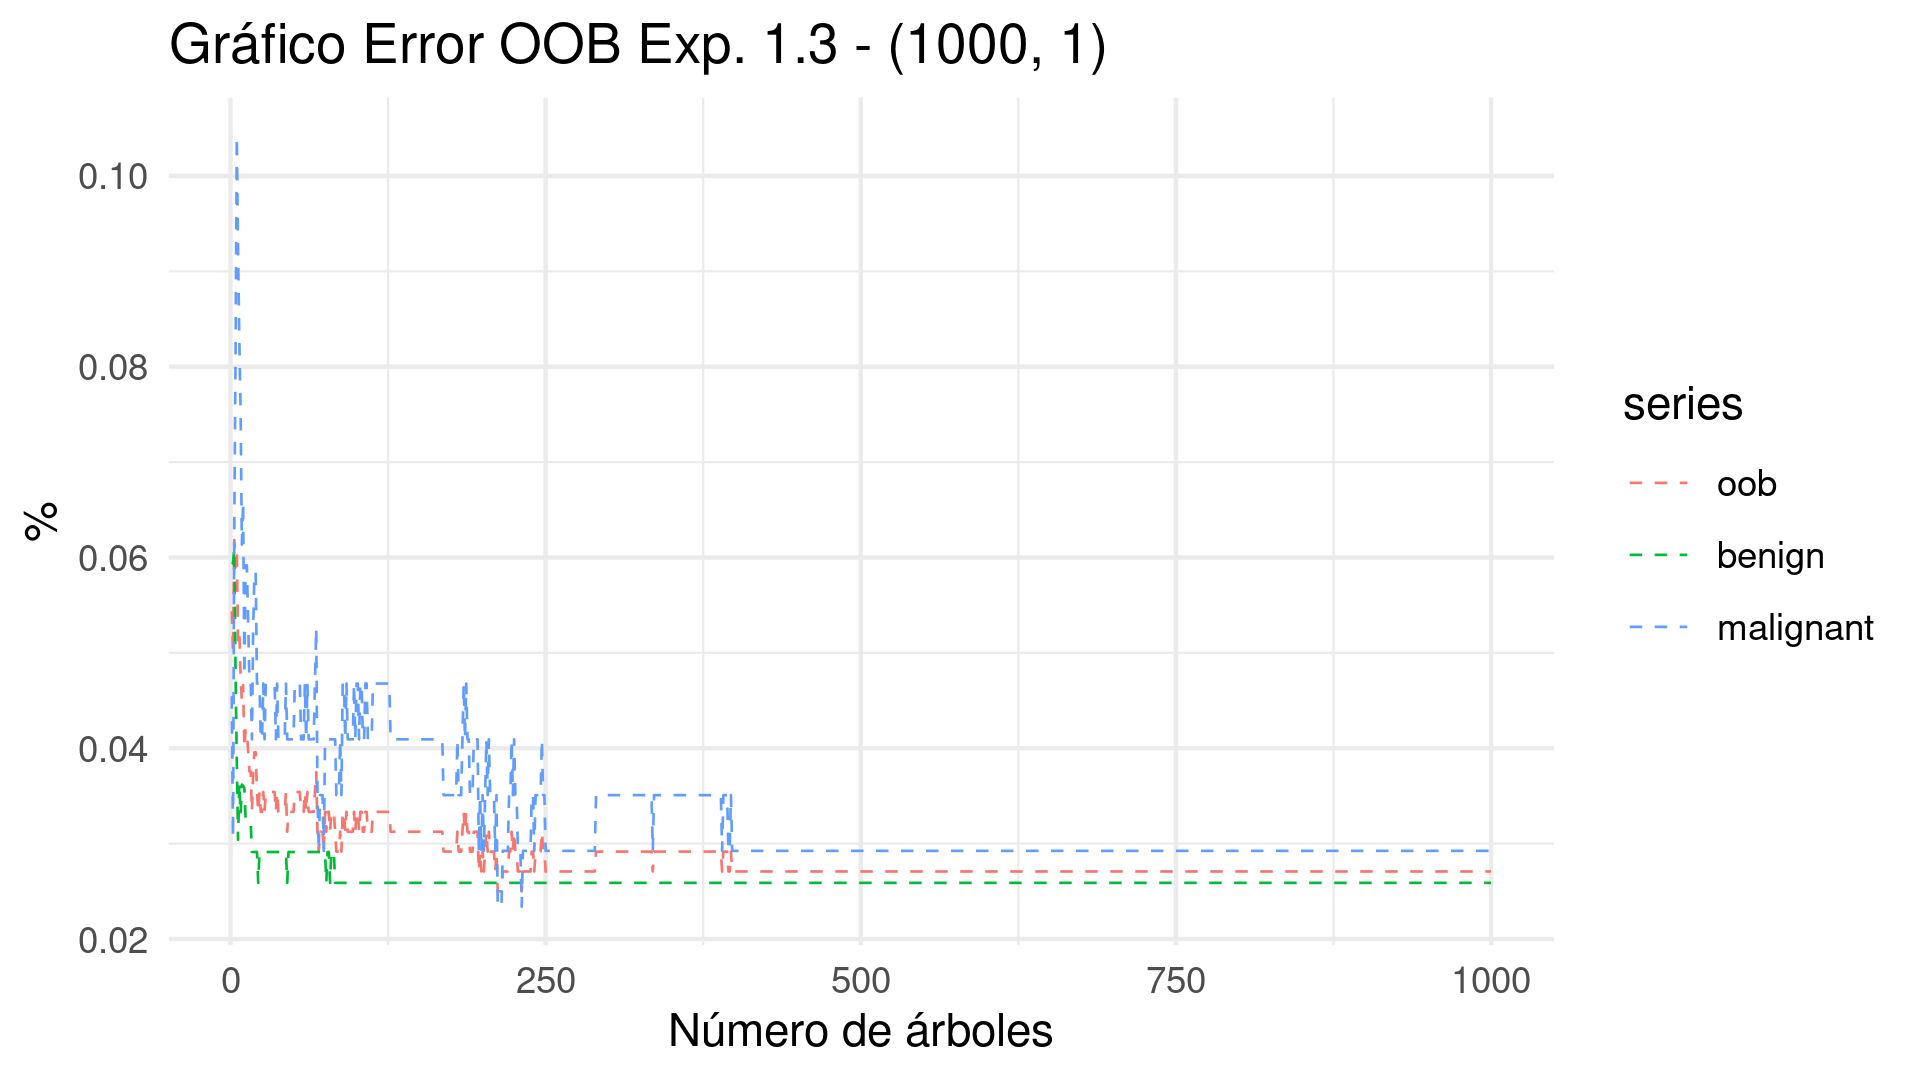 Gráfico Error OOB Exp. 1.3 - (1000, 1)
%
0.10
0.08
0.06
0.04
0.02
0 250 500 750 1000
Número de árboles
series
oob
benign
malignant